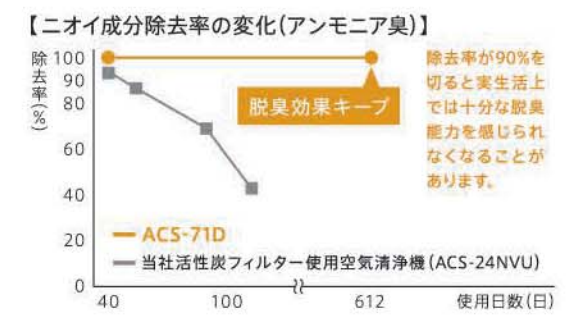 【ニオイ成分除去率の変化(アンモニア臭)】
除去率(%)
100
90
80
60
40
20
0
脱臭効果キープ
除去率が90%を
切ると実生活上
では十分な脱臭
能力を感じられ
なくなることが
あります。
ACS-71D
当社活性炭フィルター使用空気清浄機(ACS-24NVU)
40 100 612 使用日数(日)